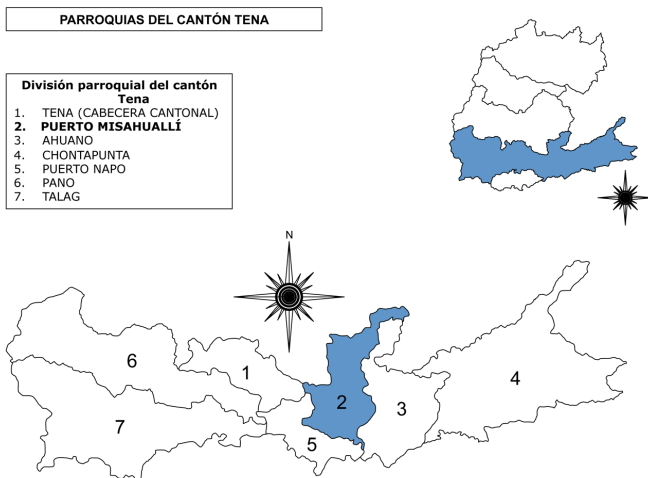 PARROQUIAS DEL CANTÓN TENA
División parroquial del cantón
Tena
1. TENA (CABECERA CANTONAL)
2. PUERTO MISAHUALLÍ
3. AHUANO
4. CHONTAPUNTA
5. PUERTO NAPO
6. PANO
7. TALAG
N
6
1
4
2
3
7
5